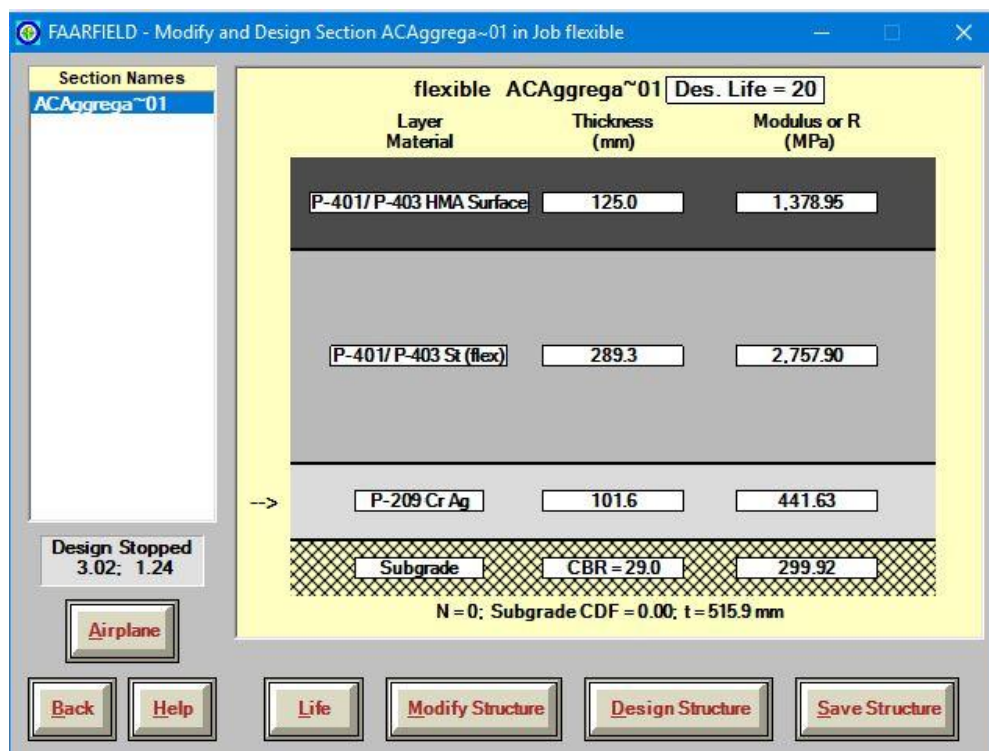 FAARFIELD - Modify and Design Section ACAggrega~01 in Job flexible
Section Names
ACAggrega~01
flexible ACAggrega~01 Des. Life = 20
Layer Material Thickness (mm) Modulus or R (MPa)
P-401/ P-403 HMA Surface 125.0 1,378.95
P-401/ P-403 St (flex) 289.3 2,757.90
--> P-209 Cr Ag 101.6 441.63
Subgrade CBR = 29.0 299.92
N = 0; Subgrade CDF = 0.00; t = 515.9 mm
Design Stopped
3.02; 1.24
Airplane
Back Help Life Modify Structure Design Structure Save Structure